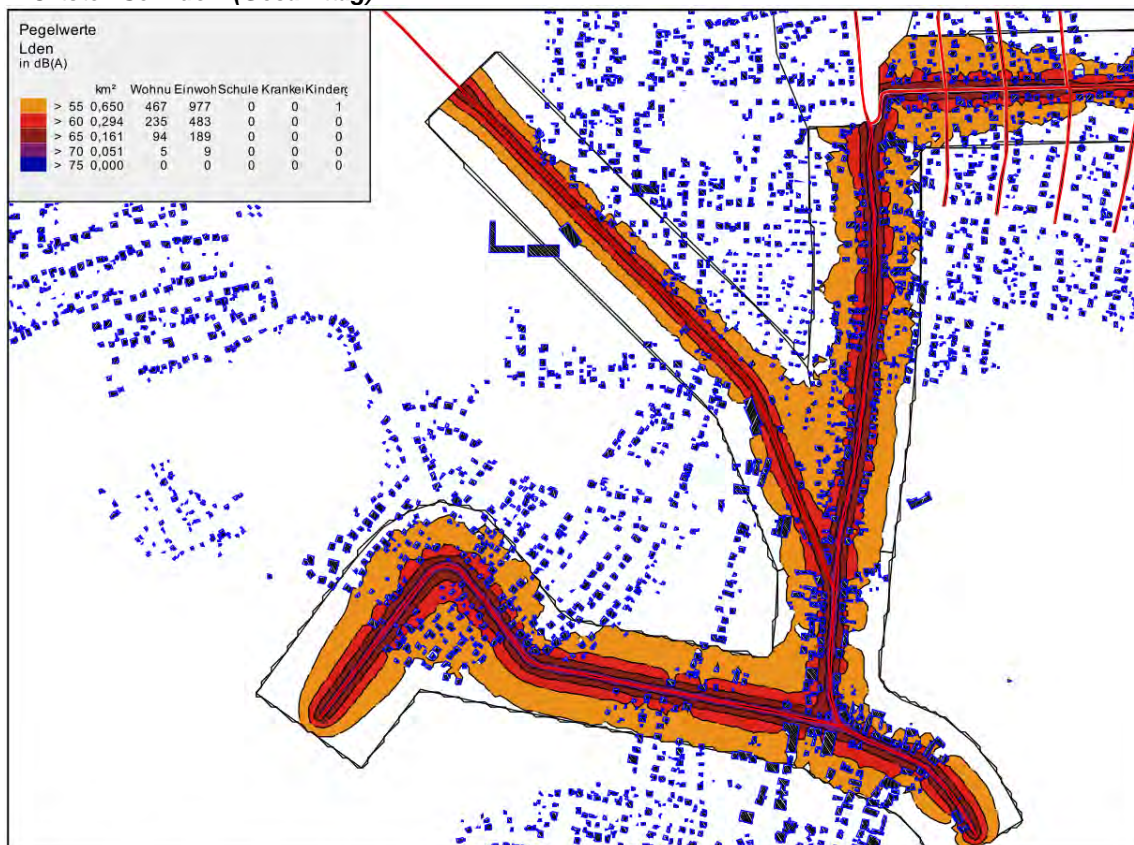 Pegelwerte
Lden
in dB(A)
km² Wohnu Einwoh Schule Kranke Kinderg
> 55 0,650 467 977 0 0 1
> 60 0,294 235 483 0 0 0
> 65 0,161 94 189 0 0 0
> 70 0,051 5 9 0 0 0
> 75 0,000 0 0 0 0 0